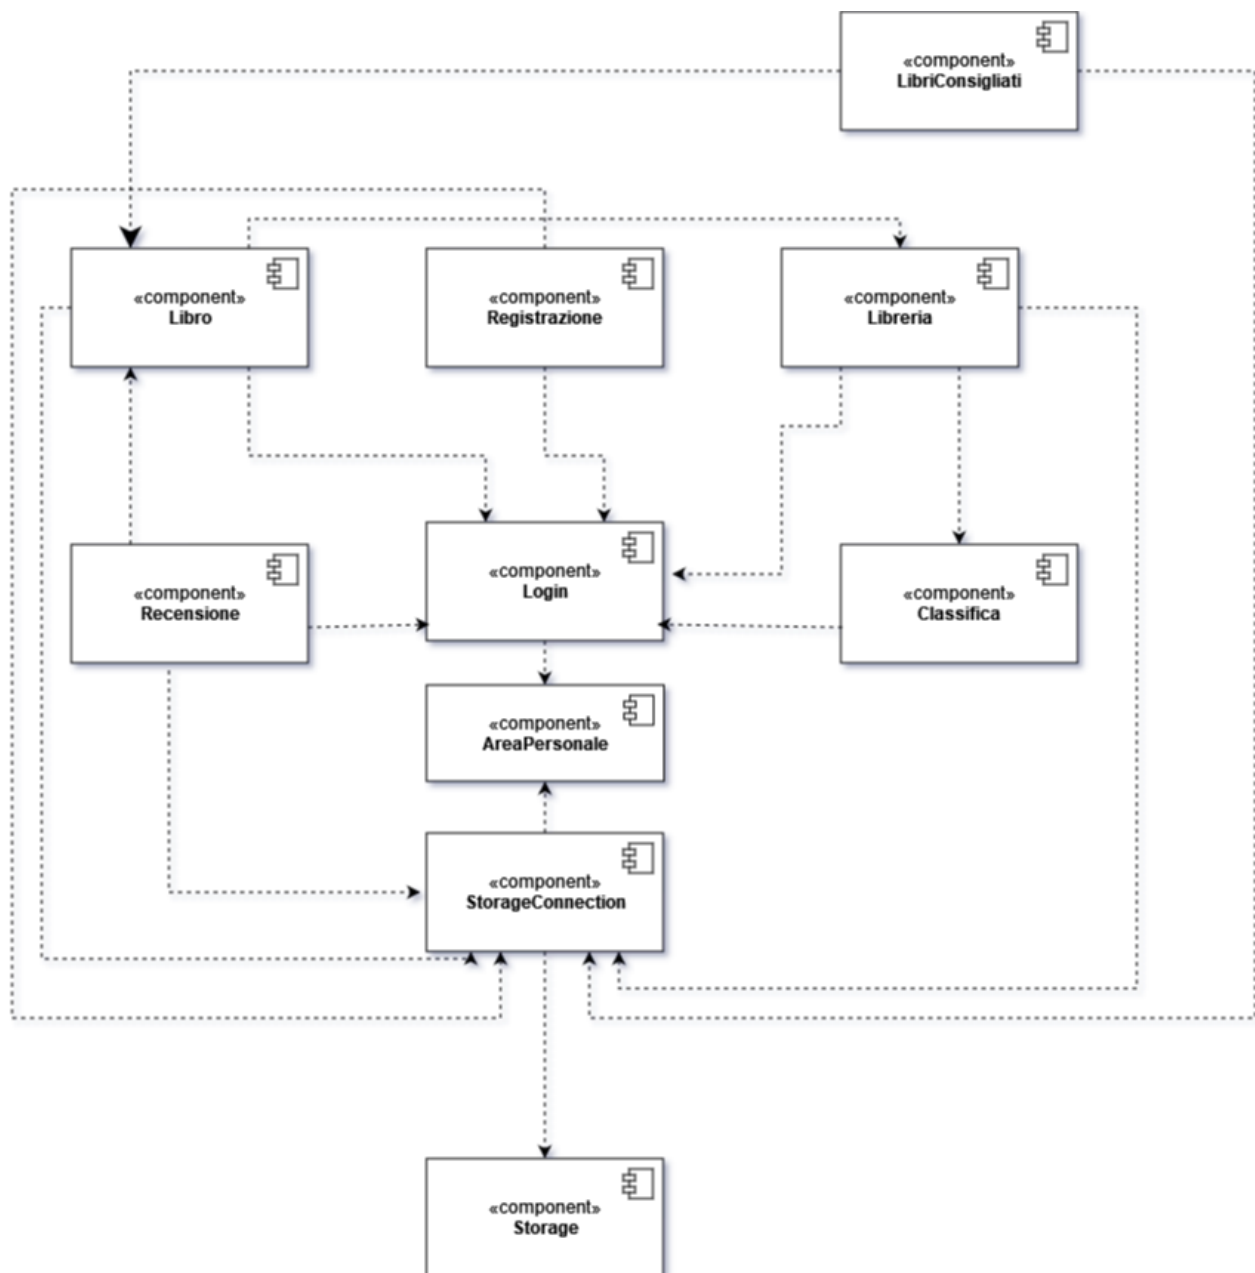 «component»
LibriConsigliati
«component»
Libro
«component»
Registrazione
«component»
Libreria
«component»
Recensione
«component»
Login
«component»
Classifica
«component»
AreaPersonale
«component»
StorageConnection
«component»
Storage